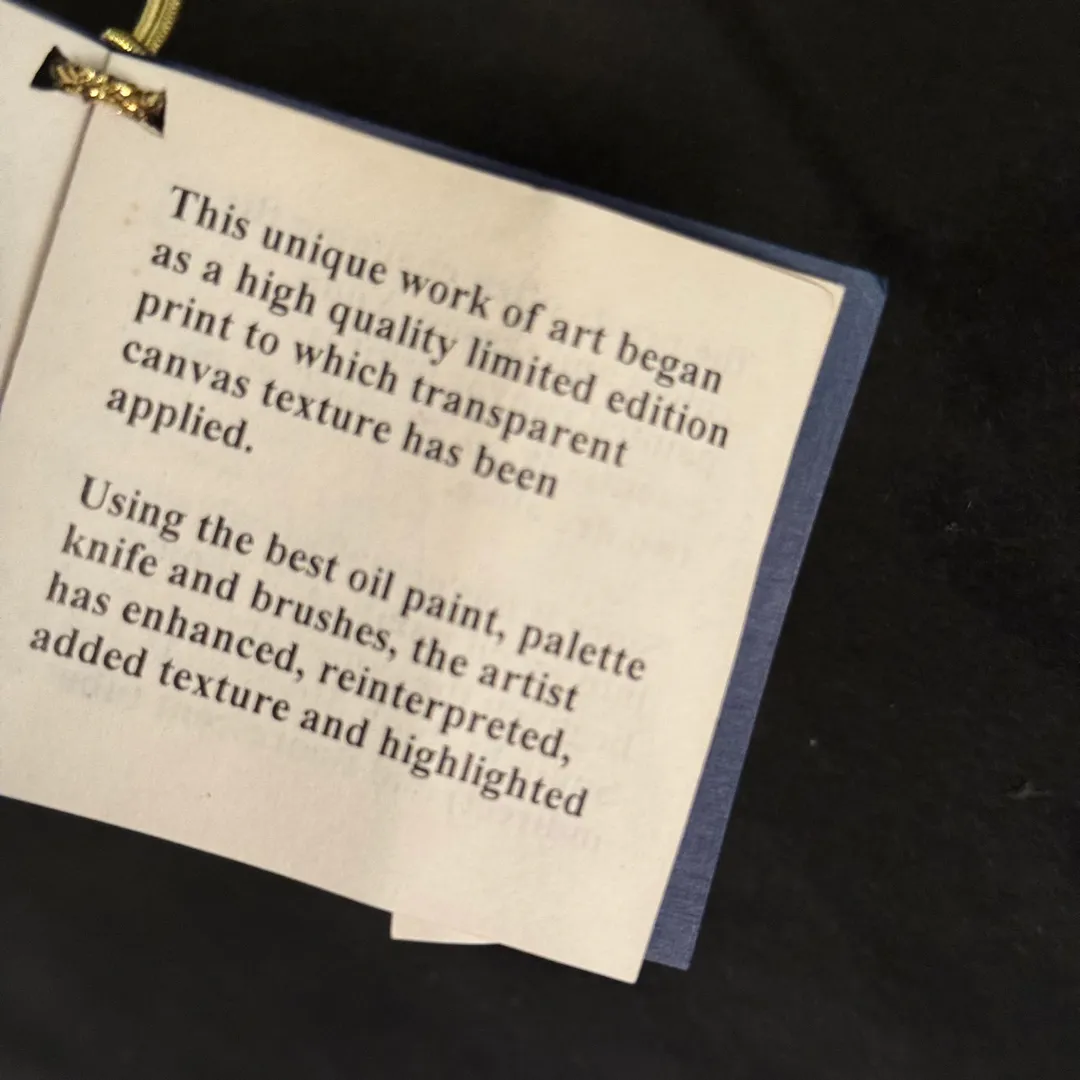 This unique work of art began
as a high quality limited edition
print to which transparent
canvas texture has been
applied.
Using the best oil paint, palette
knife and brushes, the artist
has enhanced, reinterpreted,
added texture and highlighted